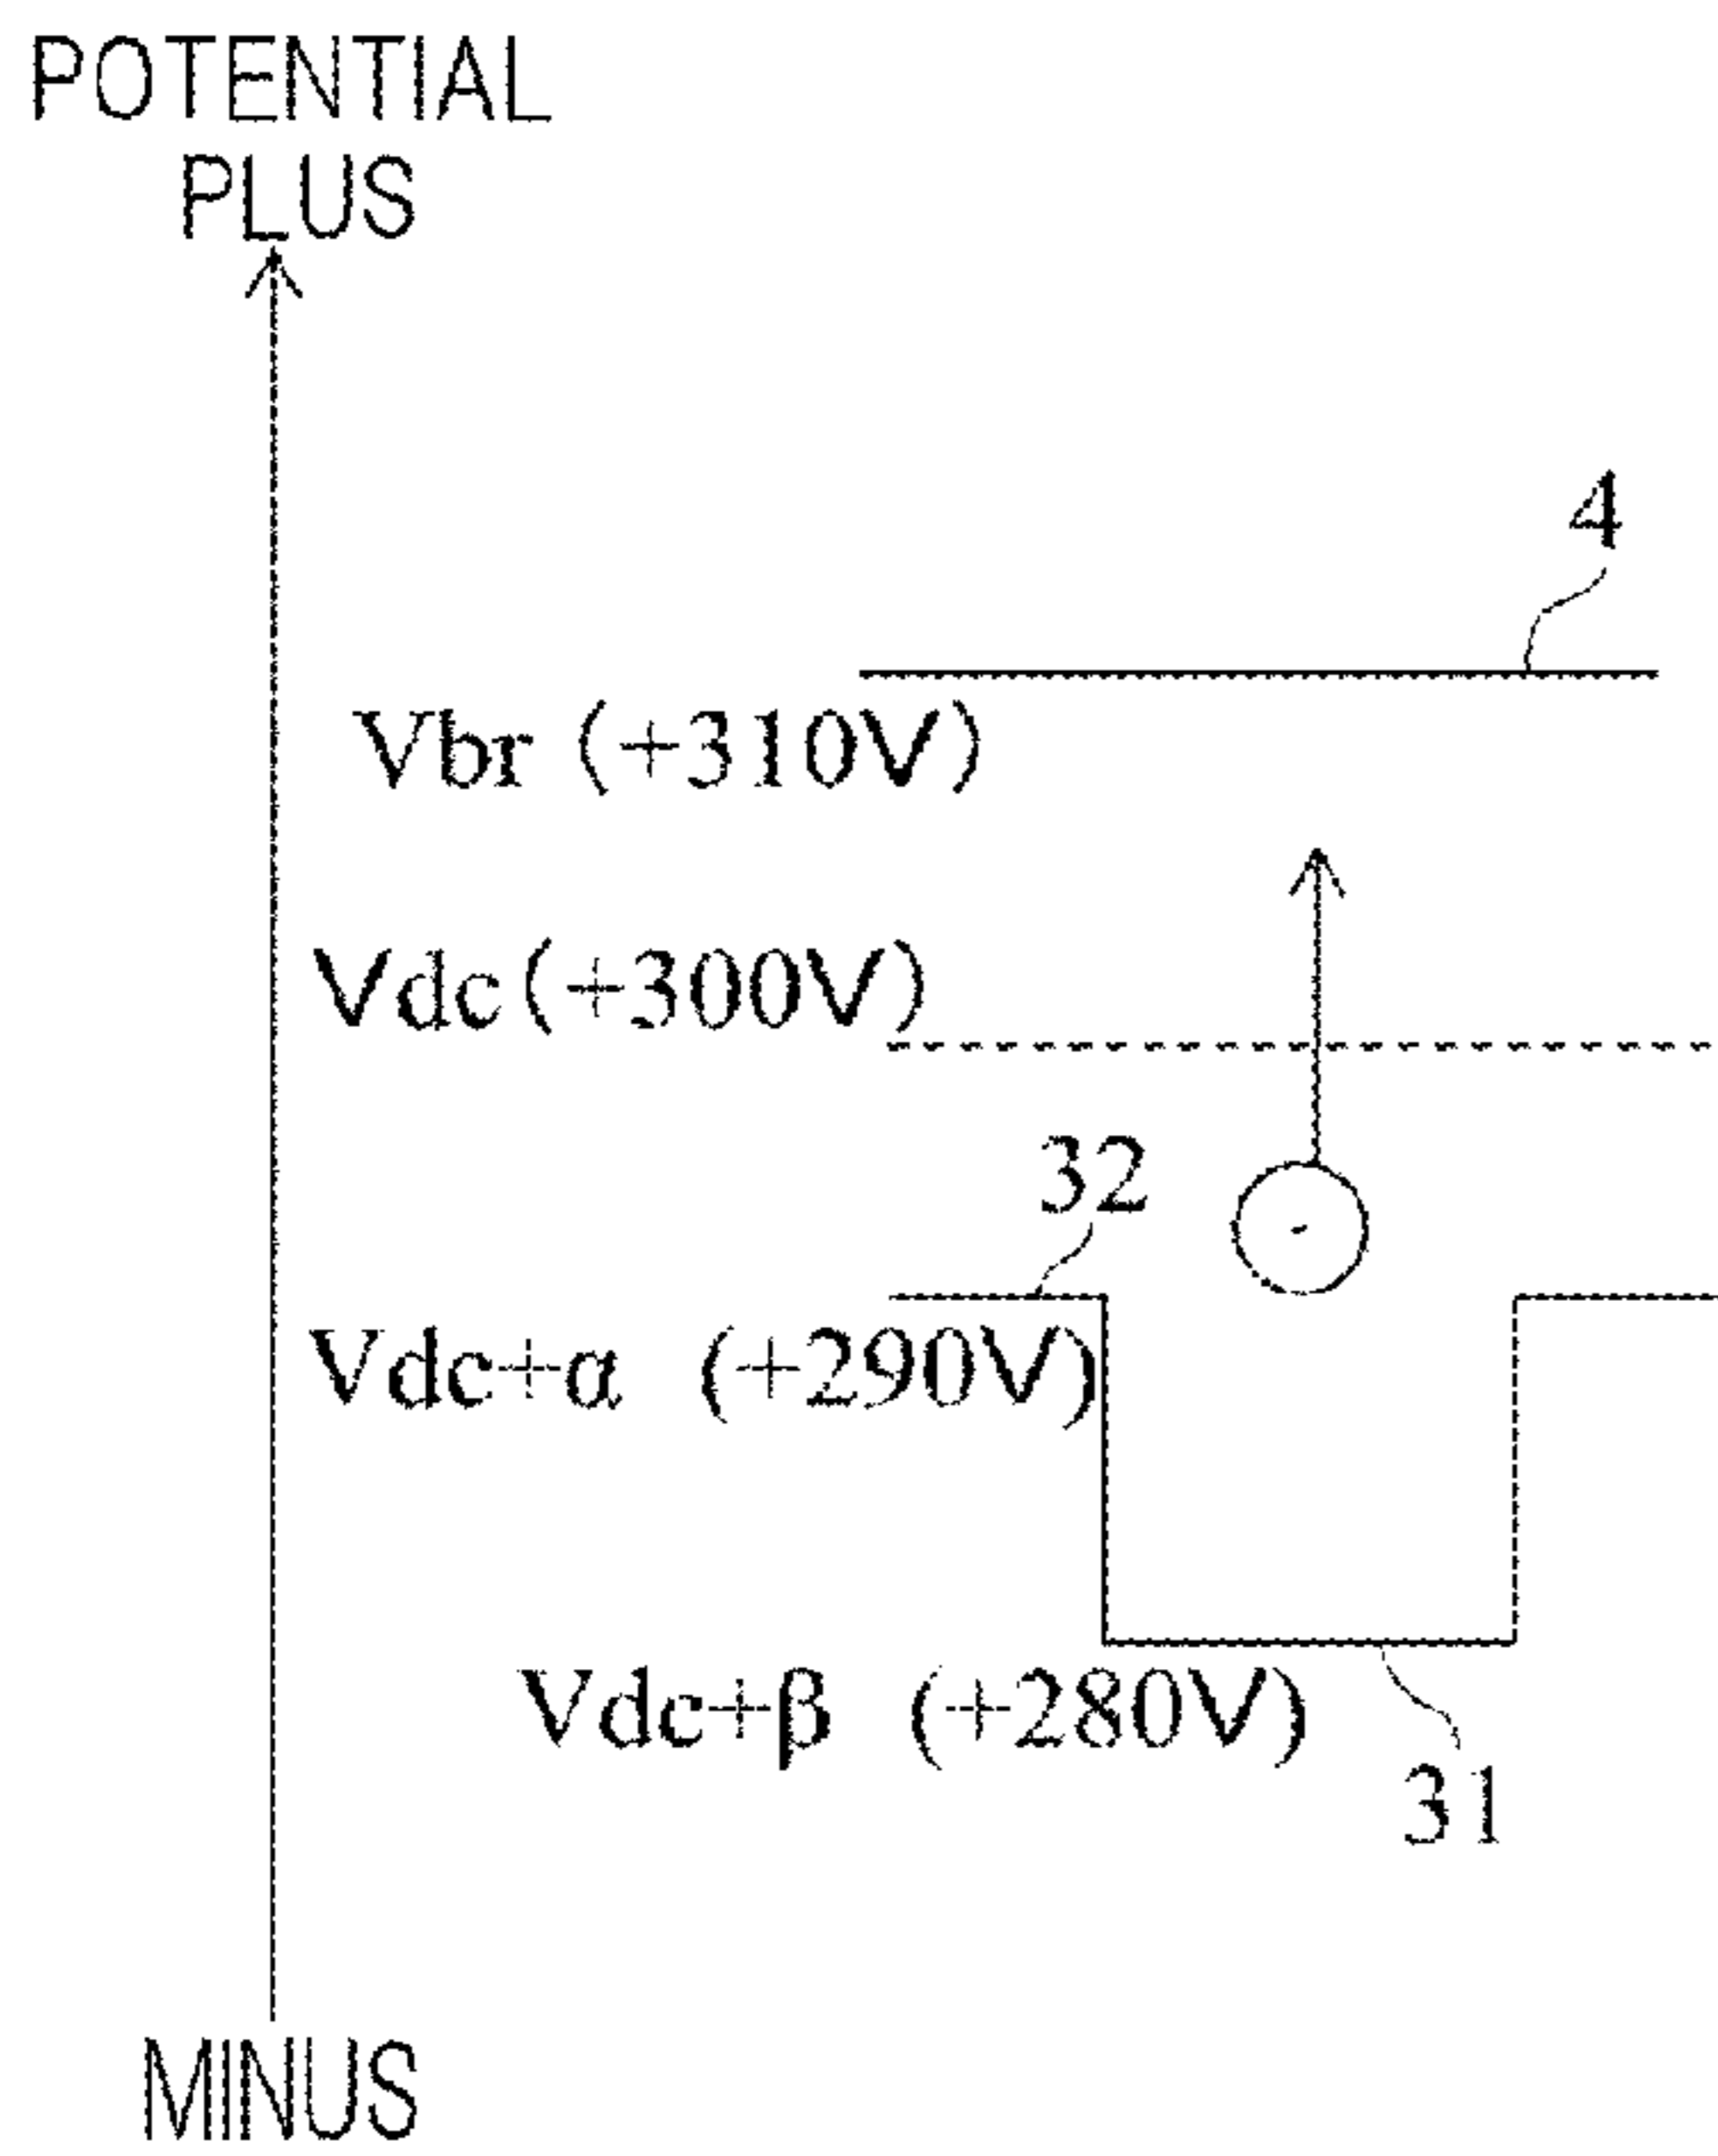 POTENTIAL
PLUS
4
Vbr (+310V)
Vdc (+300V)
32
Vdc+α (+290V)
Vdc+β (+280V)
31
MINUS